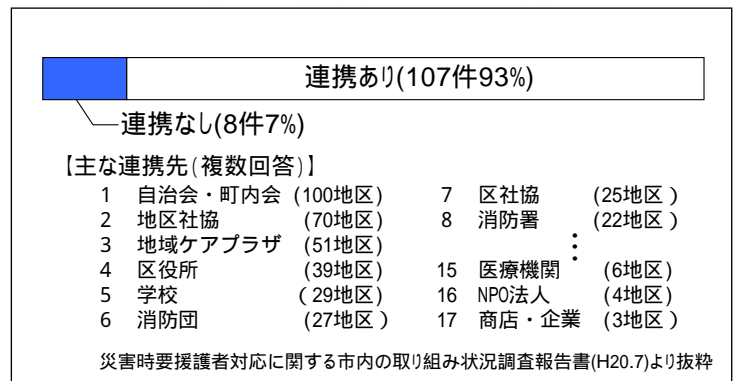 連携あり(107件93%)
連携なし(8件7%)
【主な連携先(複数回答)】
1 自治会・町内会 (100地区)
2 地区社協 (70地区)
3 地域ケアプラザ (51地区)
4 区役所 (39地区)
5 学校 (29地区)
6 消防団 (27地区)
7 区社協 (25地区)
8 消防署 (22地区)
:
15 医療機関 (6地区)
16 NPO法人 (4地区)
17 商店・企業 (3地区)
災害時要援護者対応に関する市内の取り組み状況調査報告書(H20.7)より抜粋